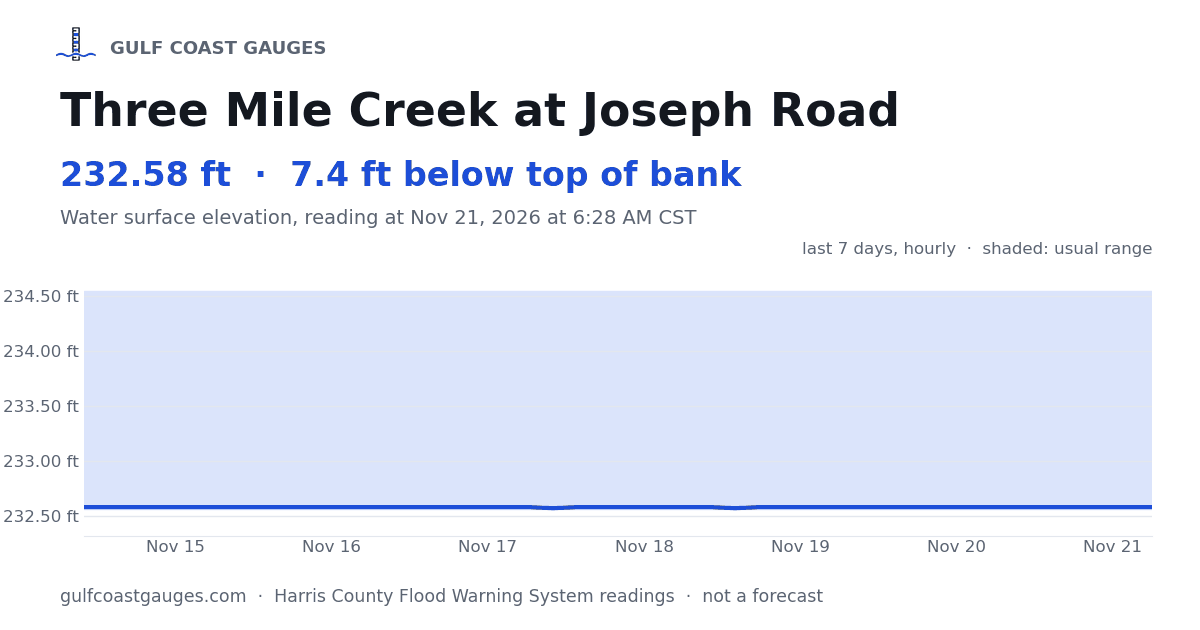 GULF COAST GAUGES
Three Mile Creek at Joseph Road
232.58 ft · 7.4 ft below top of bank
Water surface elevation, reading at Nov 21, 2026 at 6:28 AM CST
last 7 days, hourly · shaded: usual range
234.50 ft
234.00 ft
233.50 ft
233.00 ft
232.50 ft
Nov 15 Nov 16 Nov 17 Nov 18 Nov 19 Nov 20 Nov 21
gulfcoastgauges.com · Harris County Flood Warning System readings · not a forecast